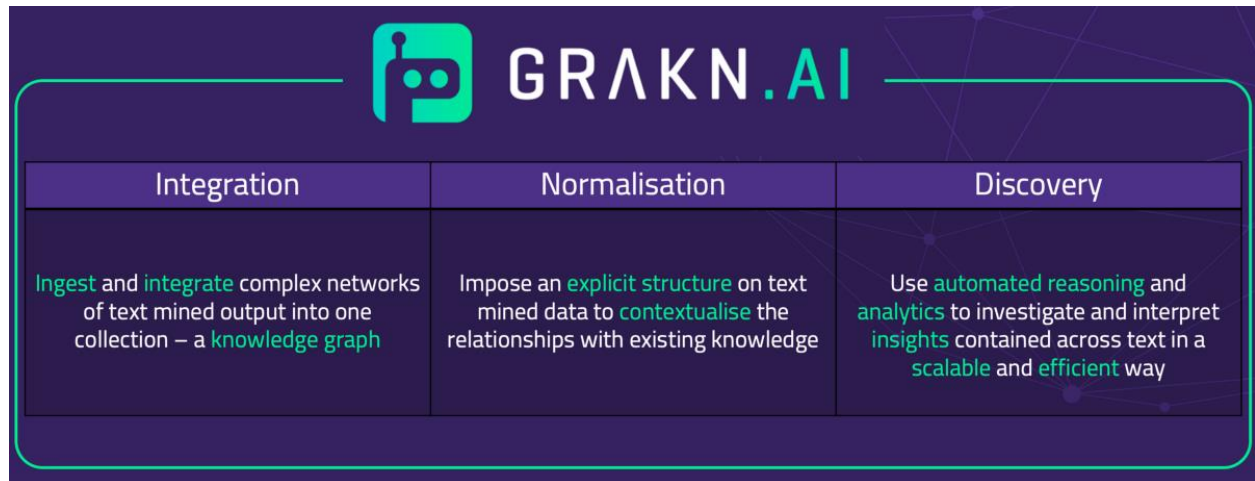 GRAKN.AI
Integration
Ingest and integrate complex networks
of text mined output into one
collection – a knowledge graph
Normalisation
Impose an explicit structure on text
mined data to contextualise the
relationships with existing knowledge
Discovery
Use automated reasoning and
analytics to investigate and interpret
insights contained across text in a
scalable and efficient way